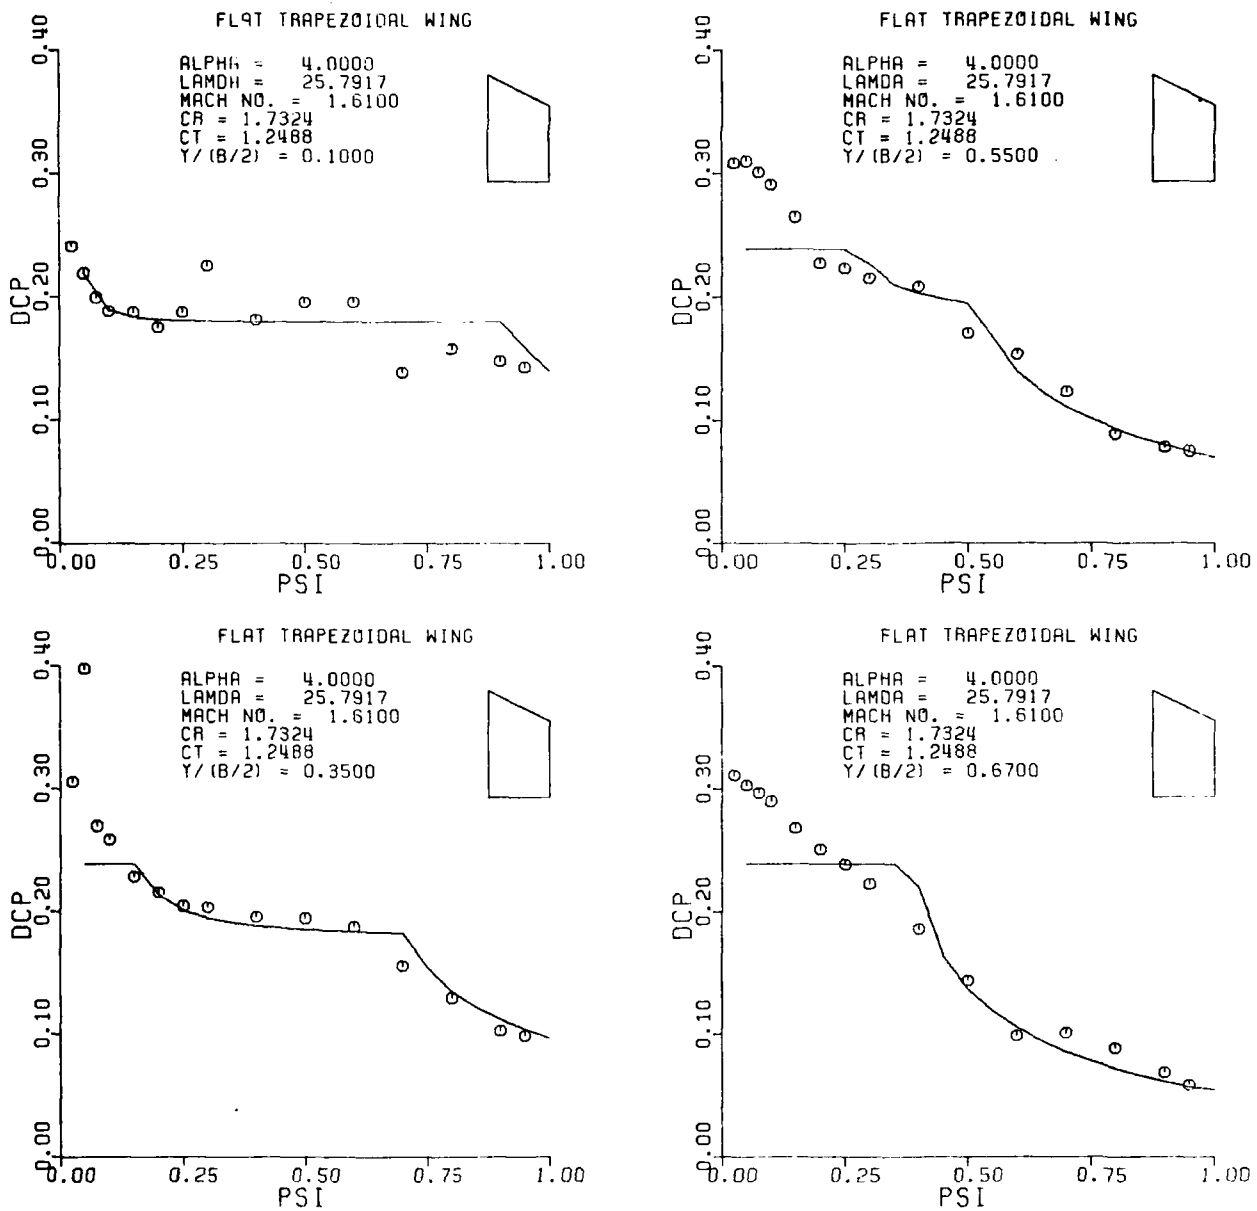 FLAT TRAPEZOIDAL WING
ALPHA = 4.0000
LAMDA = 25.7917
MACH NO. = 1.6100
CR = 1.7324
CT = 1.2488
Y/(B/2) = 0.1000
0.40
0.30
0.20
0.10
0.00
DCP
0.00 0.25 0.50 0.75 1.00
PSI
FLAT TRAPEZOIDAL WING
ALPHA = 4.0000
LAMDA = 25.7917
MACH NO. = 1.6100
CR = 1.7324
CT = 1.2488
Y/(B/2) = 0.5500
0.40
0.30
0.20
0.10
0.00
DCP
0.00 0.25 0.50 0.75 1.00
PSI
FLAT TRAPEZOIDAL WING
ALPHA = 4.0000
LAMDA = 25.7917
MACH NO. = 1.6100
CR = 1.7324
CT = 1.2488
Y/(B/2) = 0.3500
0.40
0.30
0.20
0.10
0.00
DCP
0.00 0.25 0.50 0.75 1.00
PSI
FLAT TRAPEZOIDAL WING
ALPHA = 4.0000
LAMDA = 25.7917
MACH NO. = 1.6100
CR = 1.7324
CT = 1.2488
Y/(B/2) = 0.6700
0.40
0.30
0.20
0.10
0.00
DCP
0.00 0.25 0.50 0.75 1.00
PSI